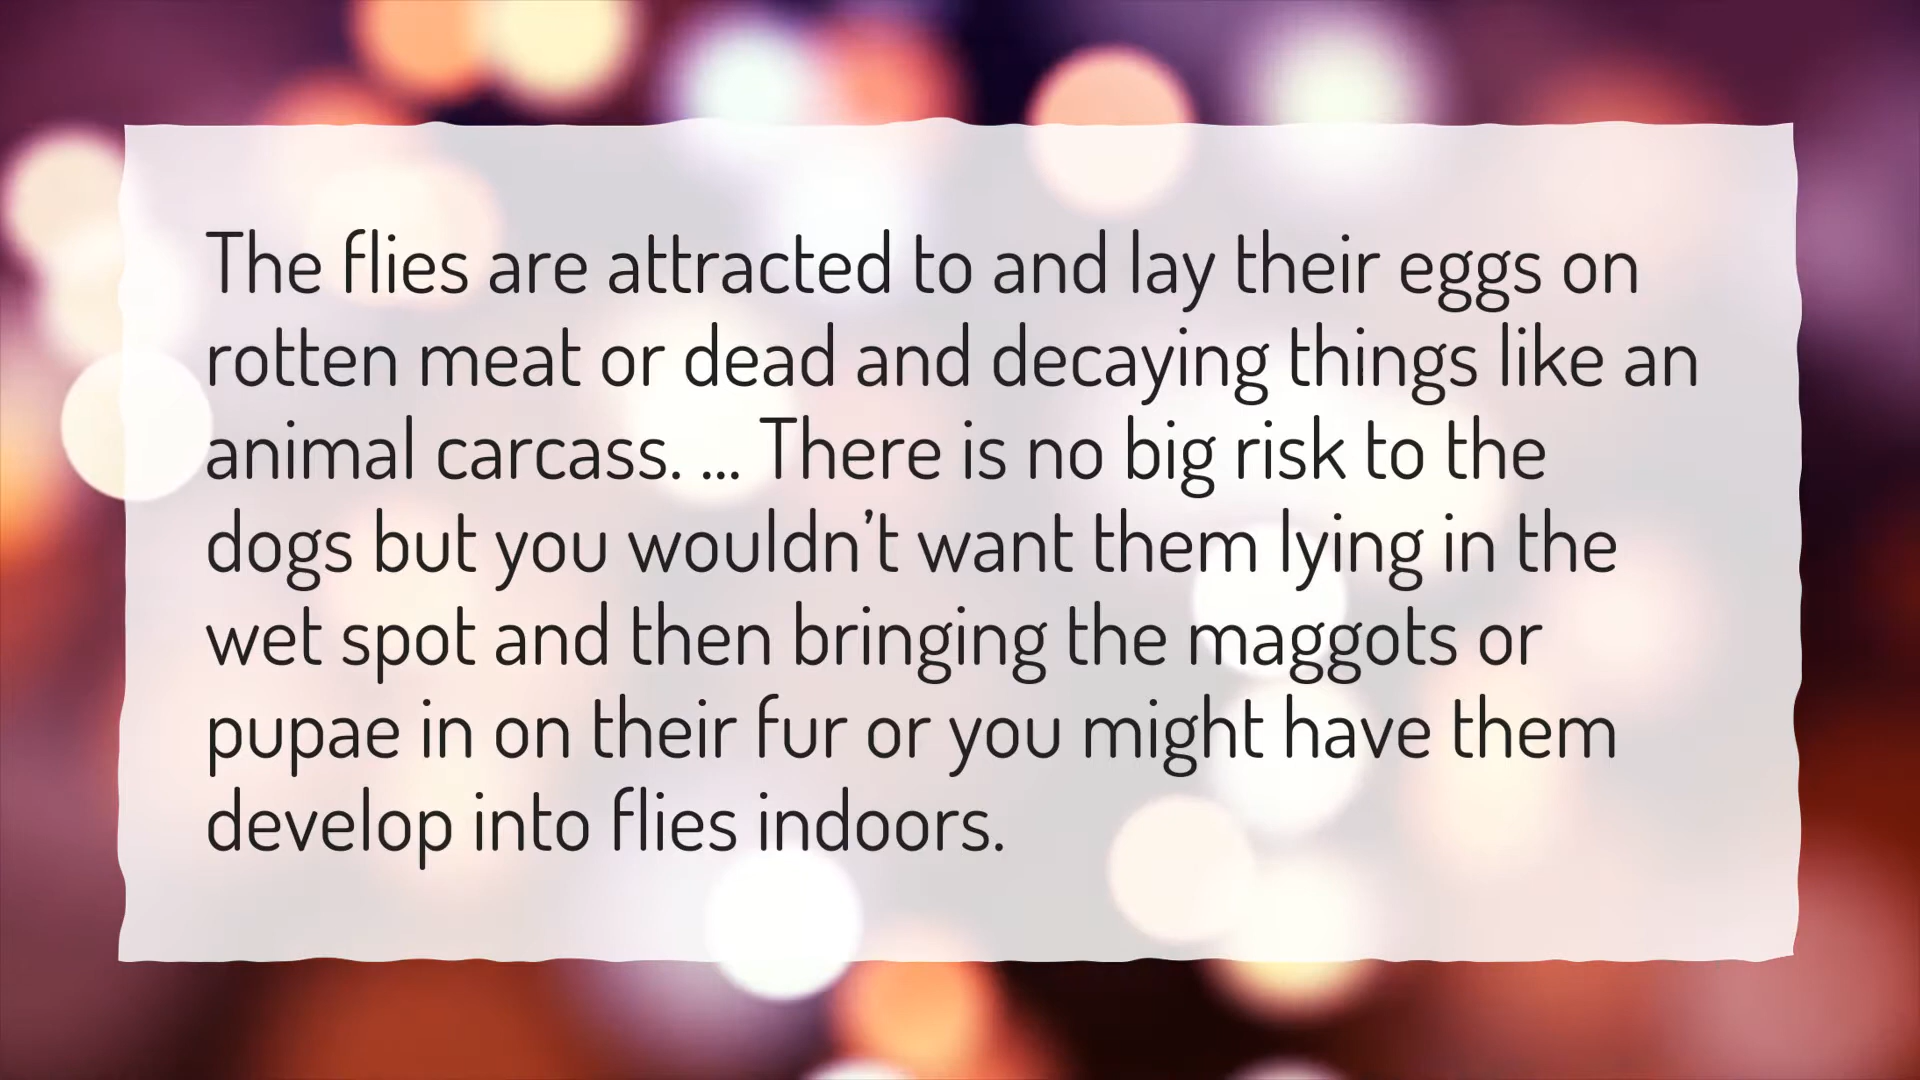 The flies are attracted to and lay their eggs on
rotten meat or dead and decaying things like an
animal carcass. ... There is no big risk to the
dogs but you wouldn’t want them lying in the
wet spot and then bringing the maggots or
pupae in on their fur or you might have them
develop into flies indoors.